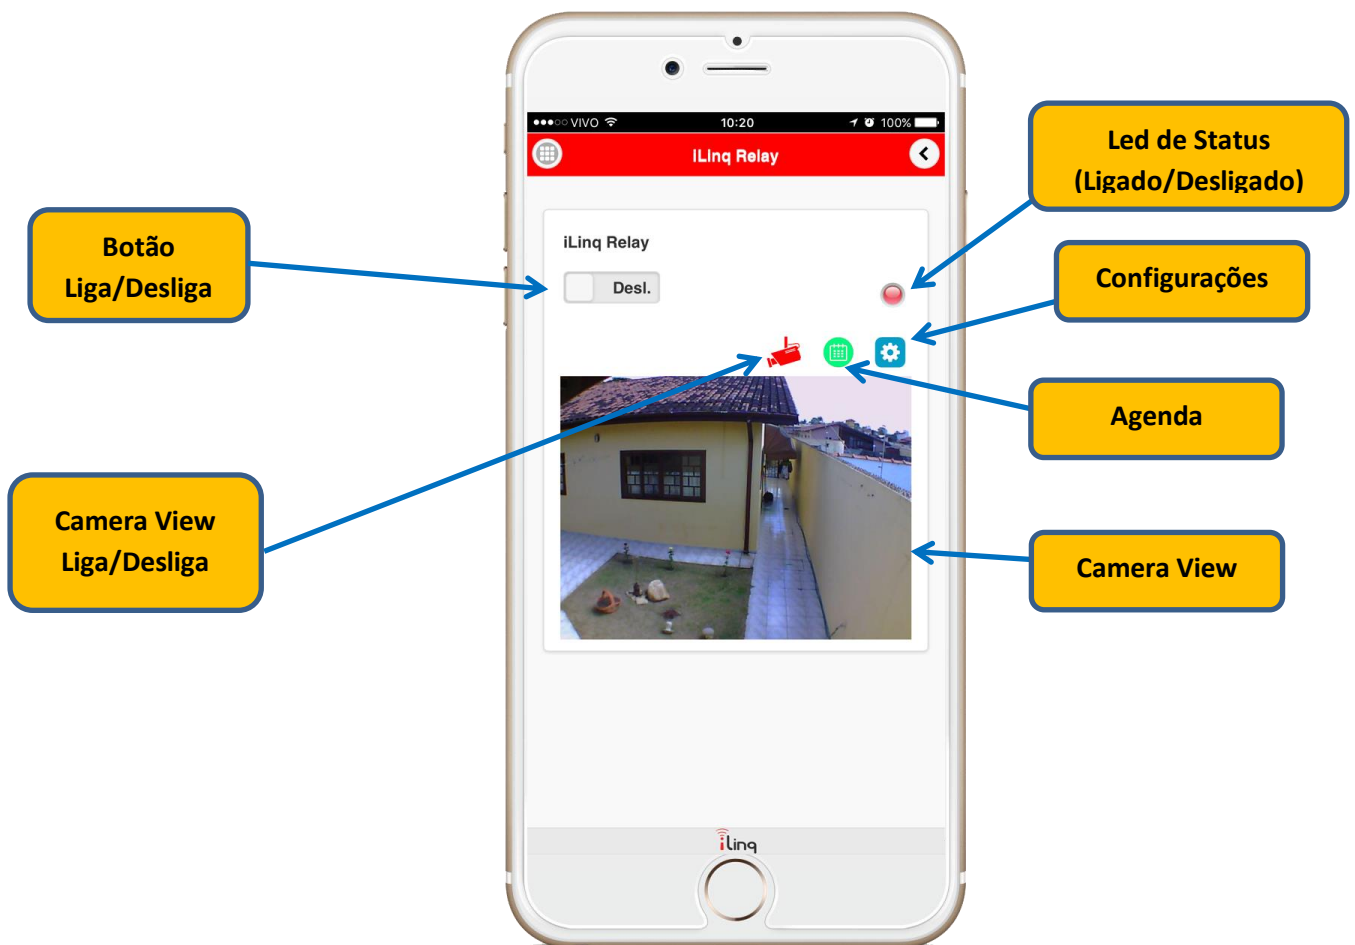 ●●●○○ VIVO 10:20 100%
iLinq Relay
Led de Status
(Ligado/Desligado)
Botão
Liga/Desliga
iLinq Relay
Desl.
Configurações
Agenda
Camera View
Liga/Desliga
Camera View
ilinq